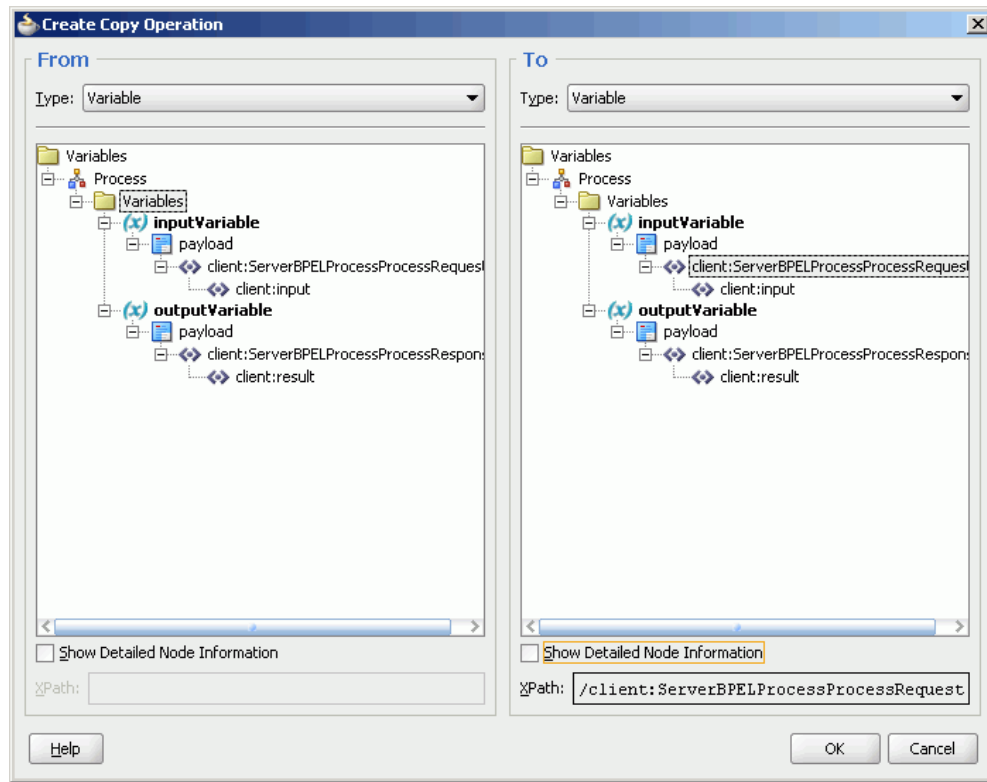 Create Copy Operation
From
Type: Variable
Variables
Process
Variables
inputVariable
payload
client:ServerBPELProcessProcessRequest
client:input
outputVariable
payload
client:ServerBPELProcessProcessRespons
client:result
Show Detailed Node Information
XPath:
To
Type: Variable
Variables
Process
Variables
inputVariable
payload
client:ServerBPELProcessProcessRequest
client:input
outputVariable
payload
client:ServerBPELProcessProcessRespons
client:result
Show Detailed Node Information
XPath: /client:ServerBPELProcessProcessRequest
Help
OK
Cancel